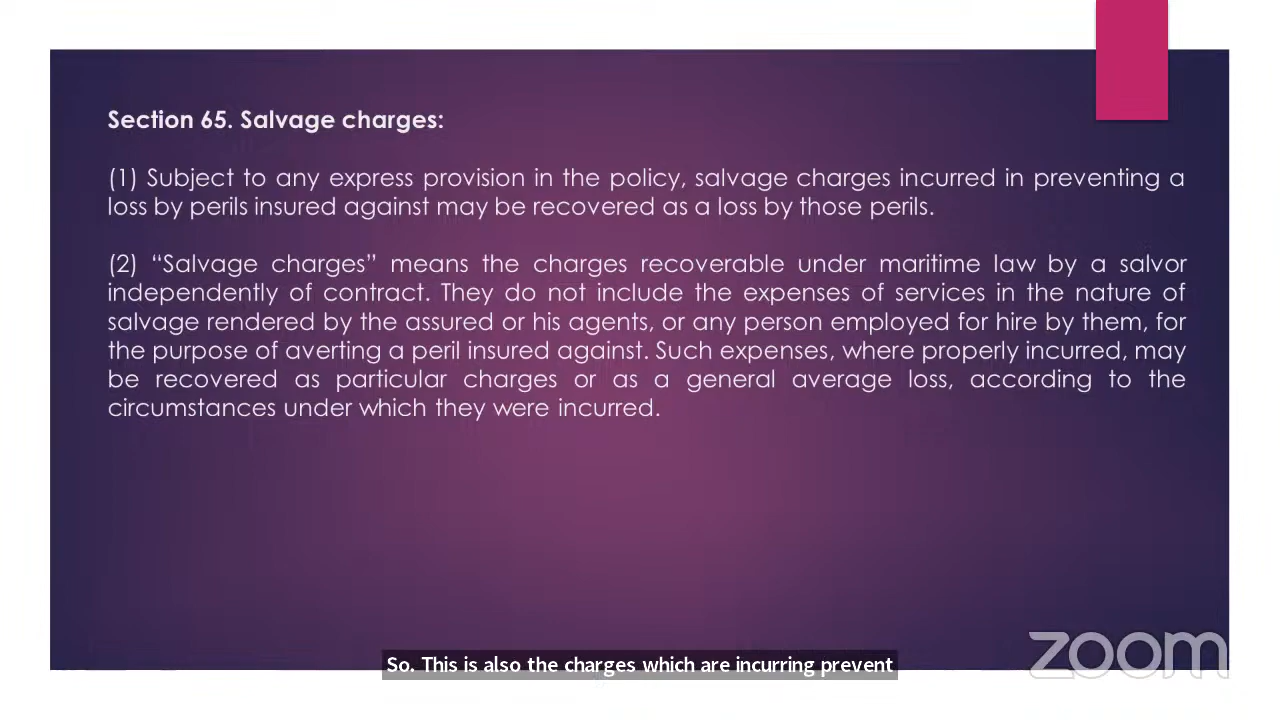 Section 65. Salvage charges:
(1) Subject to any express provision in the policy, salvage charges incurred in preventing a
loss by perils insured against may be recovered as a loss by those perils.
(2) “Salvage charges” means the charges recoverable under maritime law by a salvor
independently of contract. They do not include the expenses of services in the nature of
salvage rendered by the assured or his agents, or any person employed for hire by them, for
the purpose of averting a peril insured against. Such expenses, where properly incurred, may
be recovered as particular charges or as a general average loss, according to the
circumstances under which they were incurred.
So. This is also the charges which are incurring prevent
zoom